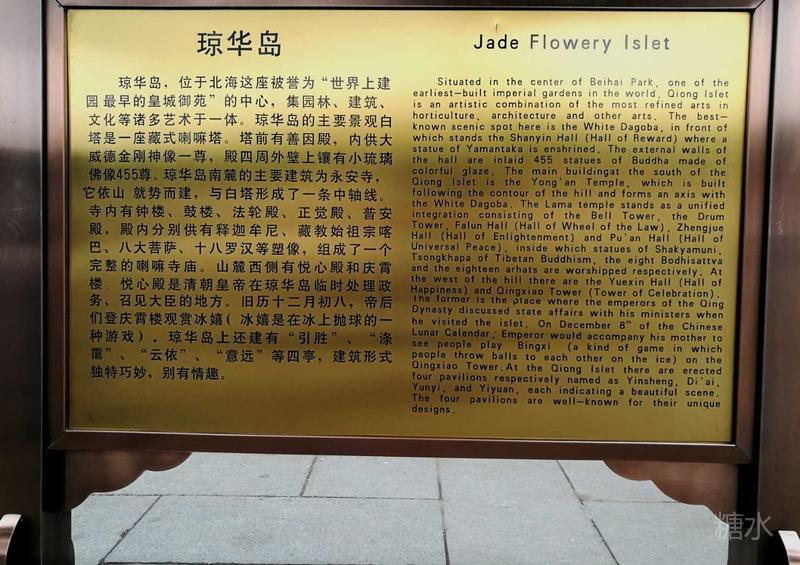 琼华岛
琼华岛，位于北海这座被誉为“世界上建
园最早的皇城御苑”的中心，集园林、建筑、
文化等诸多艺术于一体。琼华岛的主要景观白
塔是一座藏式喇嘛塔。塔前有善因殿，内供大
威德金刚神像一尊，殿四周外壁上镶有小琉璃
佛像455尊。琼华岛南麓的主要建筑为永安寺，
它依山 就势而建，与白塔形成了一条中轴线。
寺内有钟楼、鼓楼、法轮殿、正觉殿、普安
殿，殿内分别供有释迦牟尼、藏教始祖宗喀
巴、八大菩萨、十八罗汉等塑像，组成了一个
完整的喇嘛寺庙。山麓西侧有悦心殿和庆霄
楼。悦心殿是清朝皇帝在琼华岛临时处理政
务、召见大臣的地方。旧历十二月初八，帝后
们登庆霄楼观赏冰嬉（冰嬉是在冰上抛球的一
种游戏）。琼华岛上还建有“引胜”、“涤
霭”、“云依”、“意远”等四亭，建筑形式
独特巧妙，别有情趣。
Jade Flowery Islet
Situated in the center of Beihai Park, one of the
earliest-built imperial gardens in the world, Qiong Islet
is an artistic combination of the most refined arts in
horticulture, architecture and other arts. The best-
known scenic spot here is the White Dagoba, in front of
which stands the Shanyin Hall (Hall of Reward) where a
statue of Yamantaka is enshrined. The external walls of
the hall are inlaid 455 statues of Buddha made of
colorful glaze. The main buildingat the south of the
Qiong Islet is the Yong'an Temple, which is built
following the contour of the hill and forms an axis with
the White Dagoba. The Lama temple stands as a unified
integration consisting of the Bell Tower, the Drum
Tower, Falun Hall (Hall of Wheel of the Law), Zhengjue
Hall (Hall of Enlightenment) and Pu'an Hall (Hall of
Universal Peace), inside which statues of Shakyamuni,
Tsongkhapa of Tibetan Buddhism, the eight Bodhisattva
and the eighteen arhats are worshipped respectively. At
the west of the hill there are the Yuexin Hall (Hall of
Happiness) and Qingxiao Tower (Tower of Celebration).
The former is the place where the emperors of the Qing
Dynasty discussed state affairs with his ministers when
he visited the islet. On December 8th of the Chinese
Lunar Calendar, Emperor would accompany his mother to
see people play Bingxi (a kind of game in which
people throw balls to each other on the ice) on the
Qingxiao Tower.At the Qiong Islet there are erected
four pavilions respectively named as Yinsheng, Di'ai,
Yunyi, and Yiyuan, each indicating a beautiful scene.
The four pavilions are well-known for their unique
designs.
糖水